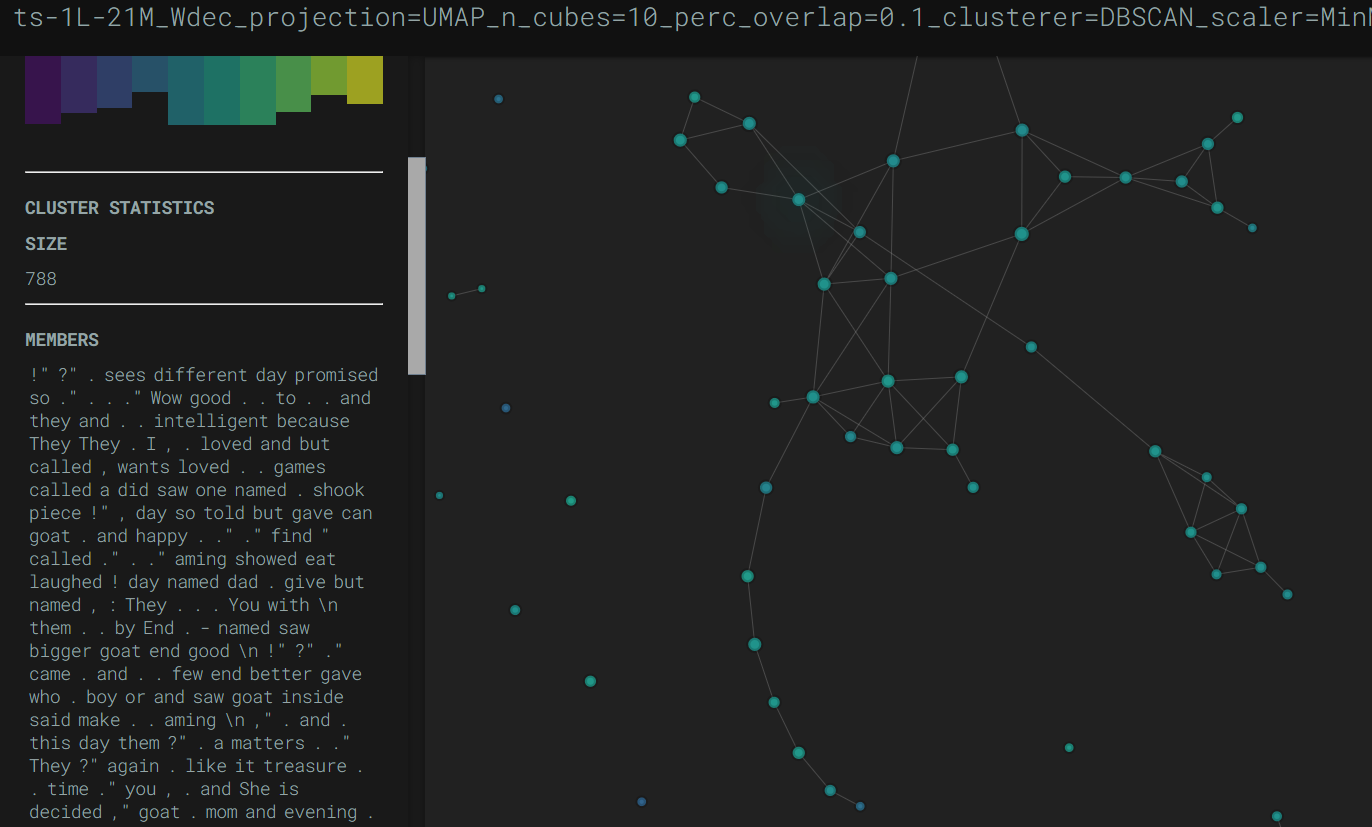 ts-1L-21M_Wdec_projection=UMAP_n_cubes=10_perc_overlap=0.1_clusterer=DBSCAN_scaler=MinM
CLUSTER STATISTICS
SIZE
788
MEMBERS
!" ?" . sees different day promised
so ." . . ." Wow good . . to . . and
they and . . intelligent because
They They . I , . loved and but
called , wants loved . . games
called a did saw one named . shook
piece !" , day so told but gave can
goat . and happy . ." ." find "
called ." . ." aming showed eat
laughed ! day named dad . give but
named , : They . . . You with \n
them . . by End . - named saw
bigger goat end good \n !" ?" ."
came . and . . few end better gave
who . boy or and saw goat inside
said make . . aming \n ," . and .
this day them ?" . a matters . ."
They ?" again . like it treasure .
. time ." you , . and She is
decided ," goat . mom and evening .